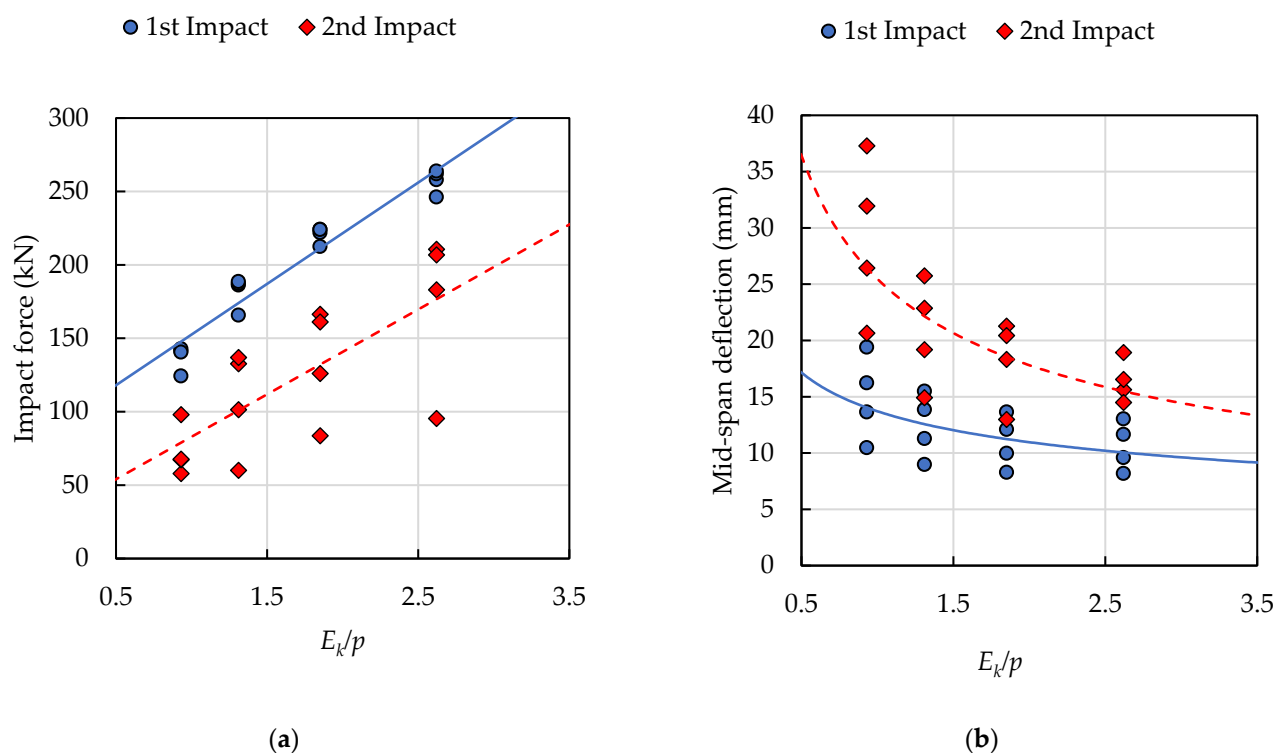 1st Impact 2nd Impact
300
250
200
150
100
50
0
Impact force (kN)
0.5 1.5 2.5 3.5
Eₖ/p
(a)
1st Impact 2nd Impact
40
35
30
25
20
15
10
5
0
Mid-span deflection (mm)
0.5 1.5 2.5 3.5
Eₖ/p
(b)